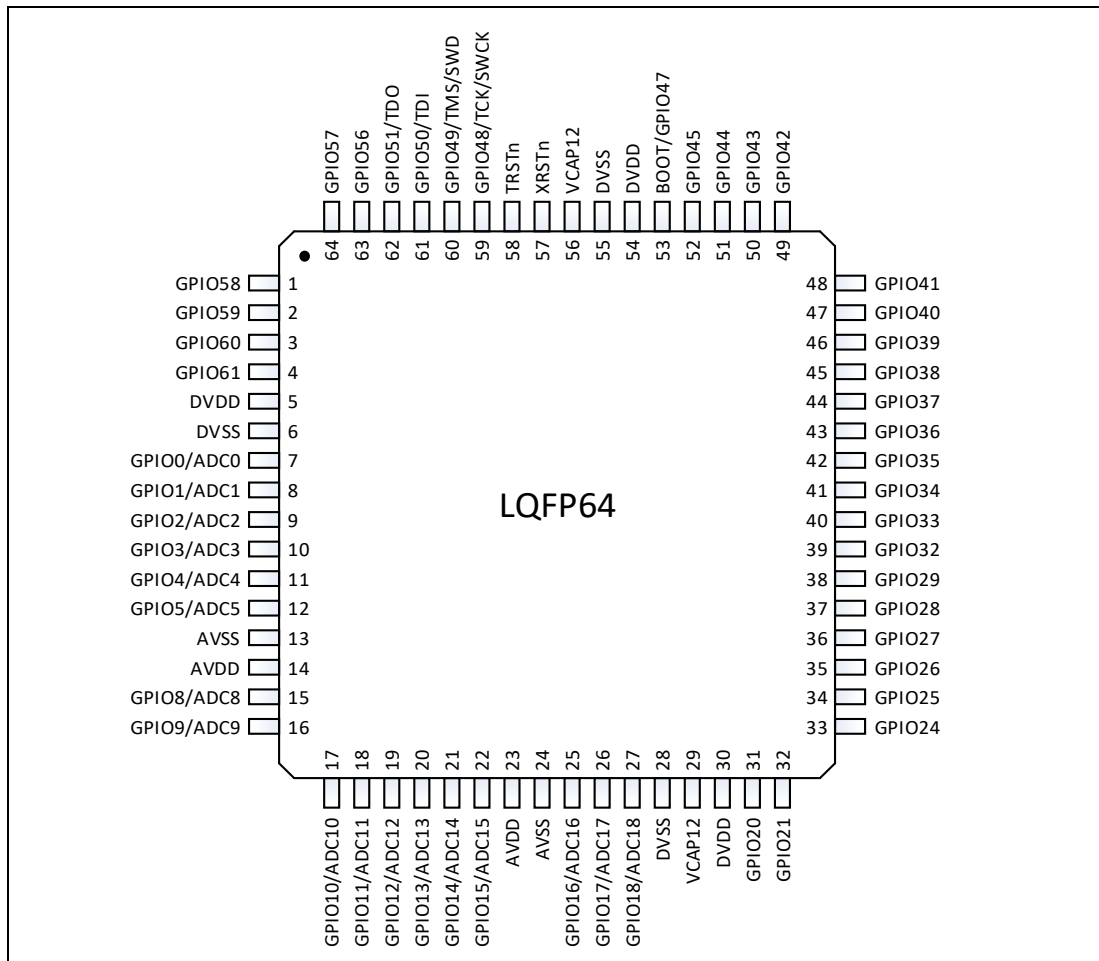 GPIO57
GPIO56
GPIO51/TDO
GPIO50/TDI
GPIO49/TMS/SWD
GPIO48/TCK/SWCK
TRSTn
XRSTn
VCAP12
DVSS
DVDD
BOOT/GPIO47
GPIO45
GPIO44
GPIO43
GPIO42
64 63 62 61 60 59 58 57 56 55 54 53 52 51 50 49
GPIO58 1 48 GPIO41
GPIO59 2 47 GPIO40
GPIO60 3 46 GPIO39
GPIO61 4 45 GPIO38
DVDD 5 44 GPIO37
DVSS 6 43 GPIO36
GPIO0/ADC0 7 42 GPIO35
GPIO1/ADC1 8 41 GPIO34
LQFP64
GPIO2/ADC2 9 40 GPIO33
GPIO3/ADC3 10 39 GPIO32
GPIO4/ADC4 11 38 GPIO29
GPIO5/ADC5 12 37 GPIO28
AVSS 13 36 GPIO27
AVDD 14 35 GPIO26
GPIO8/ADC8 15 34 GPIO25
GPIO9/ADC9 16 33 GPIO24
17 18 19 20 21 22 23 24 25 26 27 28 29 30 31 32
GPIO10/ADC10
GPIO11/ADC11
GPIO12/ADC12
GPIO13/ADC13
GPIO14/ADC14
GPIO15/ADC15
AVDD
AVSS
GPIO16/ADC16
GPIO17/ADC17
GPIO18/ADC18
DVSS
VCAP12
DVDD
GPIO20
GPIO21